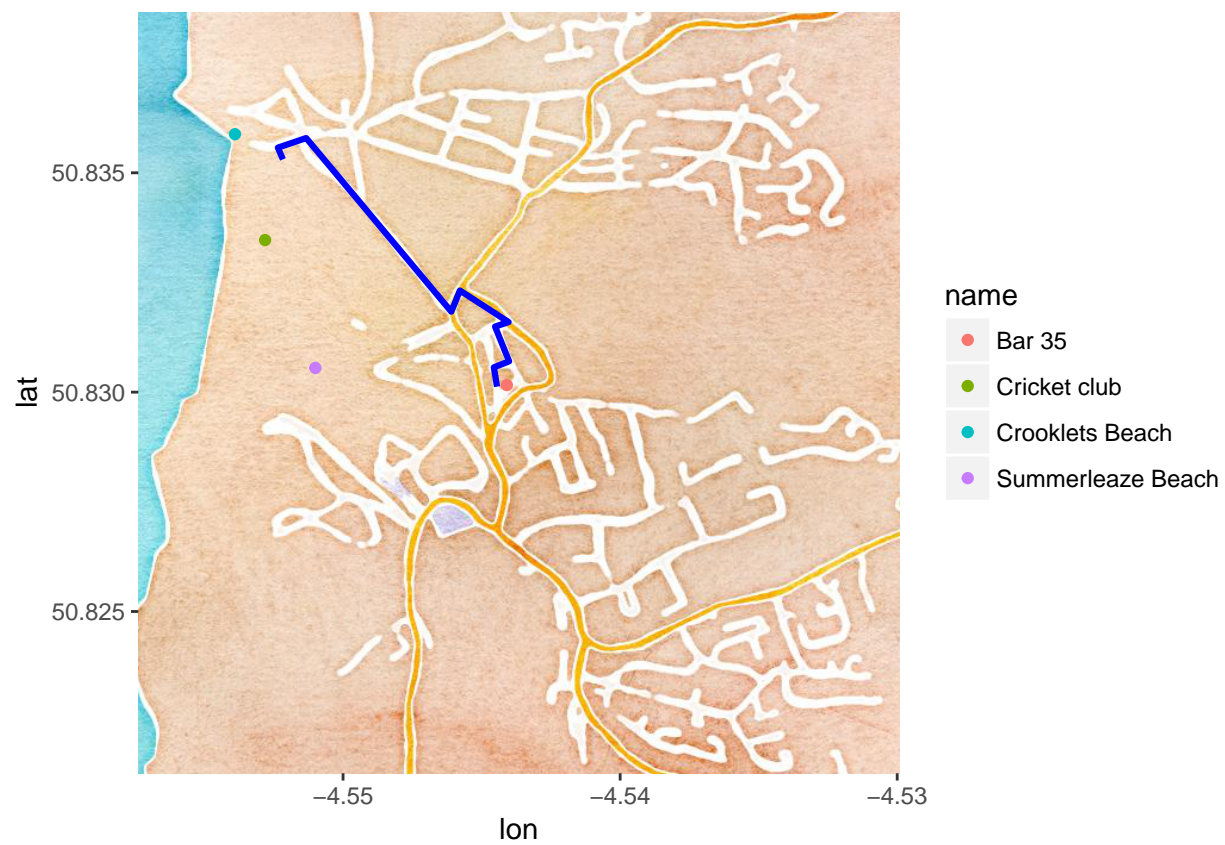 50.835
50.830
50.825
lat
−4.55
−4.54
−4.53
lon
name
Bar 35
Cricket club
Crooklets Beach
Summerleaze Beach